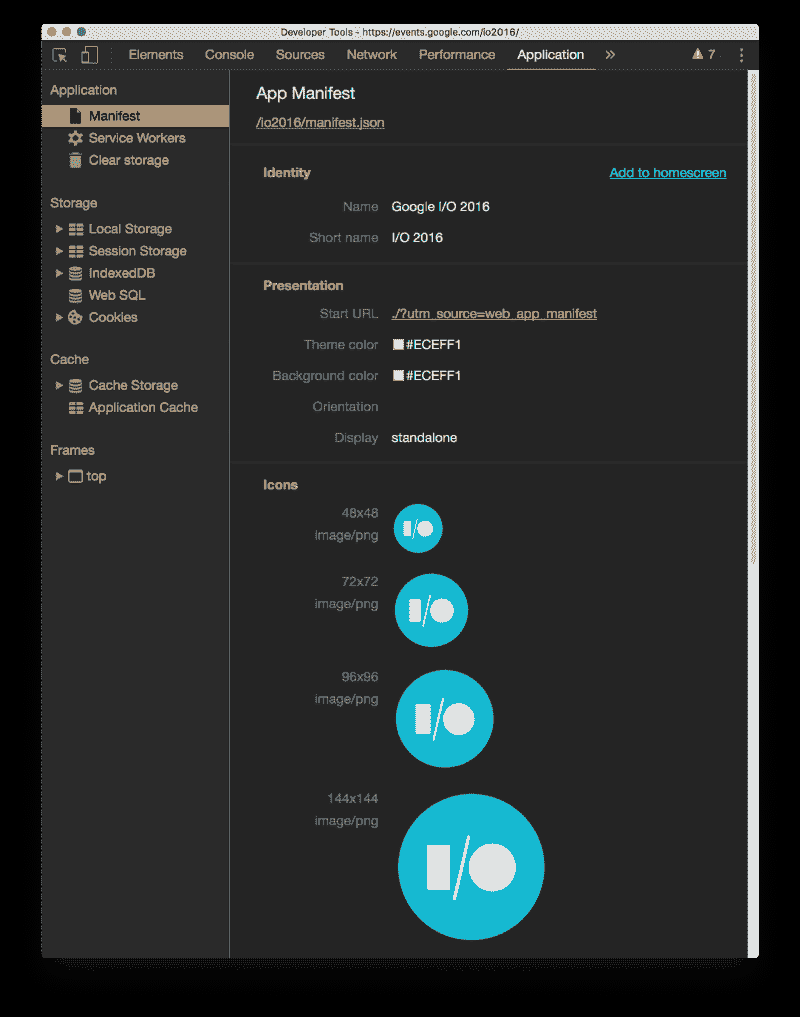 Developer Tools - https://events.google.com/io2016/
Elements Console Sources Network Performance Application » 7
Application
Manifest
Service Workers
Clear storage
Storage
Local Storage
Session Storage
IndexedDB
Web SQL
Cookies
Cache
Cache Storage
Application Cache
Frames
top
App Manifest
/io2016/manifest.json
Identity Add to homescreen
Name Google I/O 2016
Short name I/O 2016
Presentation
Start URL ./?utm_source=web_app_manifest
Theme color #ECEFF1
Background color #ECEFF1
Orientation
Display standalone
Icons
48x48
image/png
I/O
72x72
image/png
I/O
96x96
image/png
I/O
144x144
image/png
I/O